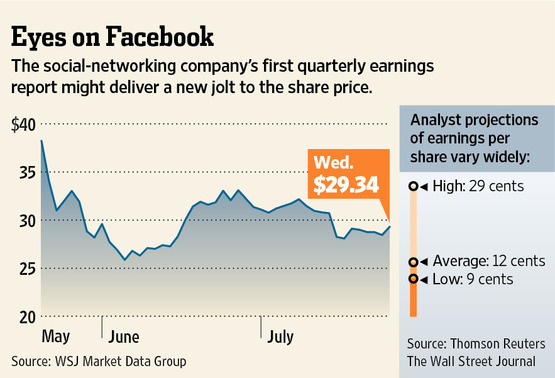 Eyes on Facebook
The social-networking company's first quarterly earnings
report might deliver a new jolt to the share price.
$40
35
30
25
20
Wed.
$29.34
May
June
July
Source: WSJ Market Data Group
Analyst projections
of earnings per
share vary widely:
High: 29 cents
Average: 12 cents
Low: 9 cents
Source: Thomson Reuters
The Wall Street Journal